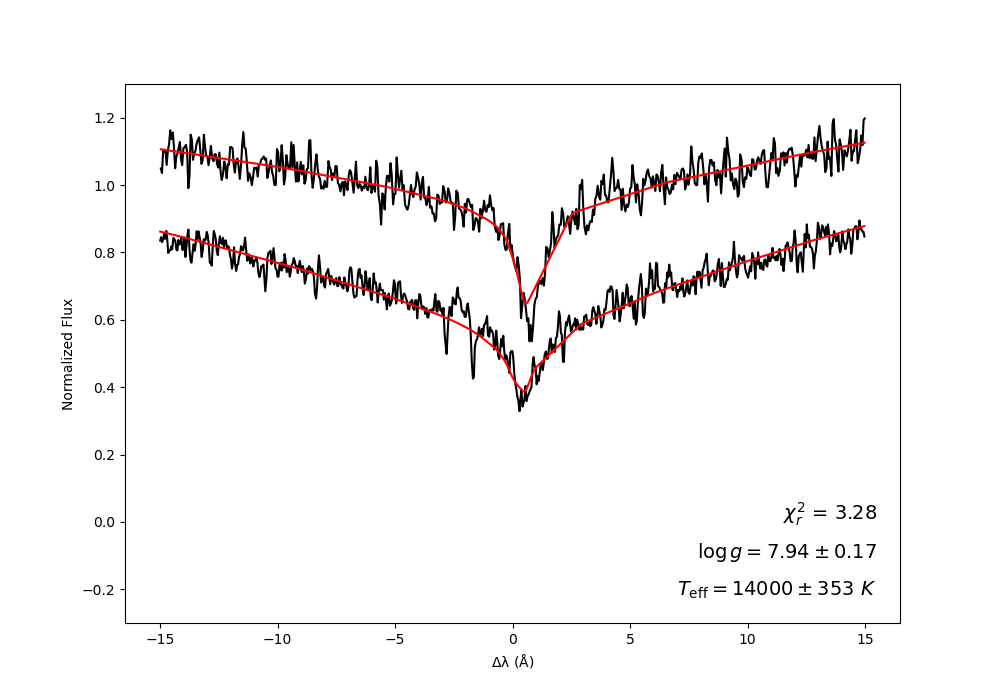 1.2
1.0
0.8
0.6
0.4
0.2
0.0
−0.2
Normalized Flux
χ²ᵣ = 3.28
log g = 7.94 ± 0.17
T_eff = 14000 ± 353 K
−15 −10 −5 0 5 10 15
Δλ (Å)